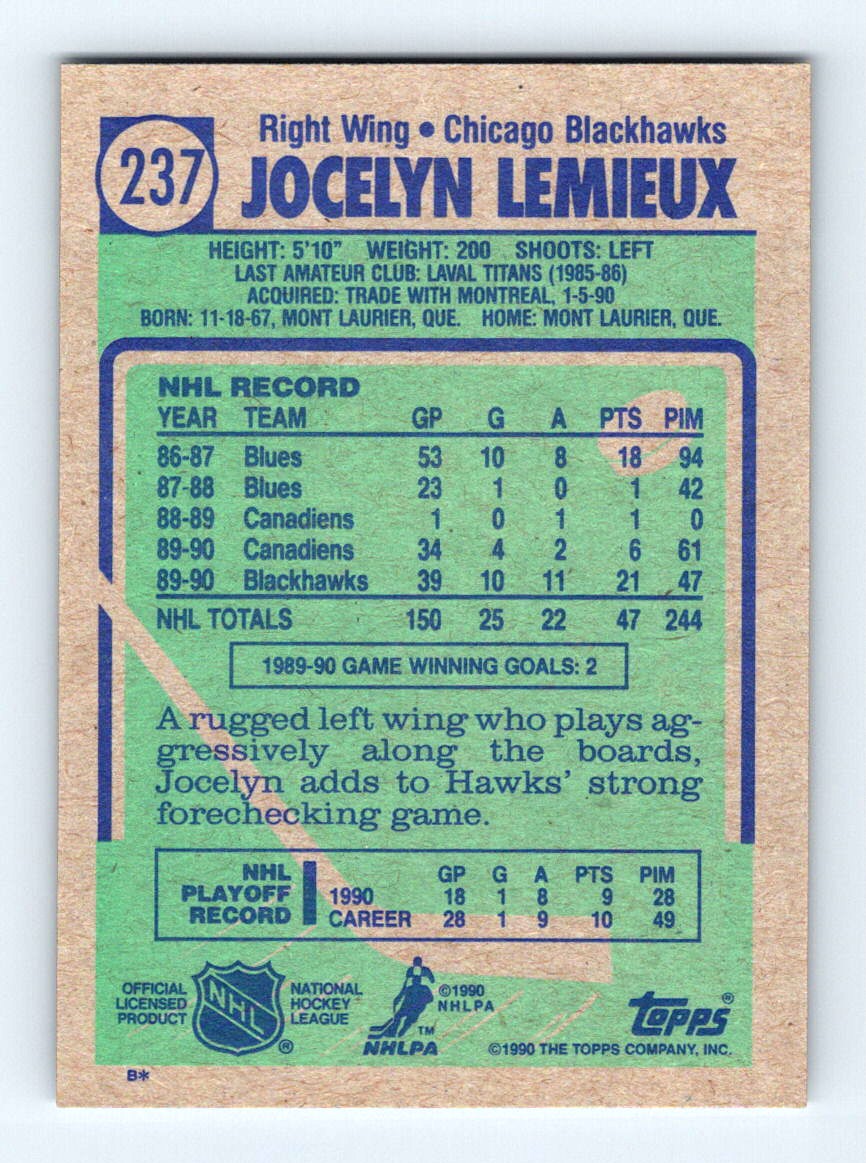 237
Right Wing • Chicago Blackhawks
JOCELYN LEMIEUX
HEIGHT: 5'10" WEIGHT: 200 SHOOTS: LEFT
LAST AMATEUR CLUB: LAVAL TITANS (1985-86)
ACQUIRED: TRADE WITH MONTREAL, 1-5-90
BORN: 11-18-67, MONT LAURIER, QUE. HOME: MONT LAURIER, QUE.
NHL RECORD
YEAR TEAM GP G A PTS PIM
86-87 Blues 53 10 8 18 94
87-88 Blues 23 1 0 1 42
88-89 Canadiens 1 0 1 1 0
89-90 Canadiens 34 4 2 6 61
89-90 Blackhawks 39 10 11 21 47
NHL TOTALS 150 25 22 47 244
1989-90 GAME WINNING GOALS: 2
A rugged left wing who plays ag-
gressively along the boards,
Jocelyn adds to Hawks' strong
forechecking game.
NHL PLAYOFF RECORD
GP G A PTS PIM
1990 18 1 8 9 28
CAREER 28 1 9 10 49
OFFICIAL
LICENSED
PRODUCT
NHL
®
NATIONAL
HOCKEY
LEAGUE
©1990
NHLPA
™
NHLPA
topps®
©1990 THE TOPPS COMPANY, INC.
B*